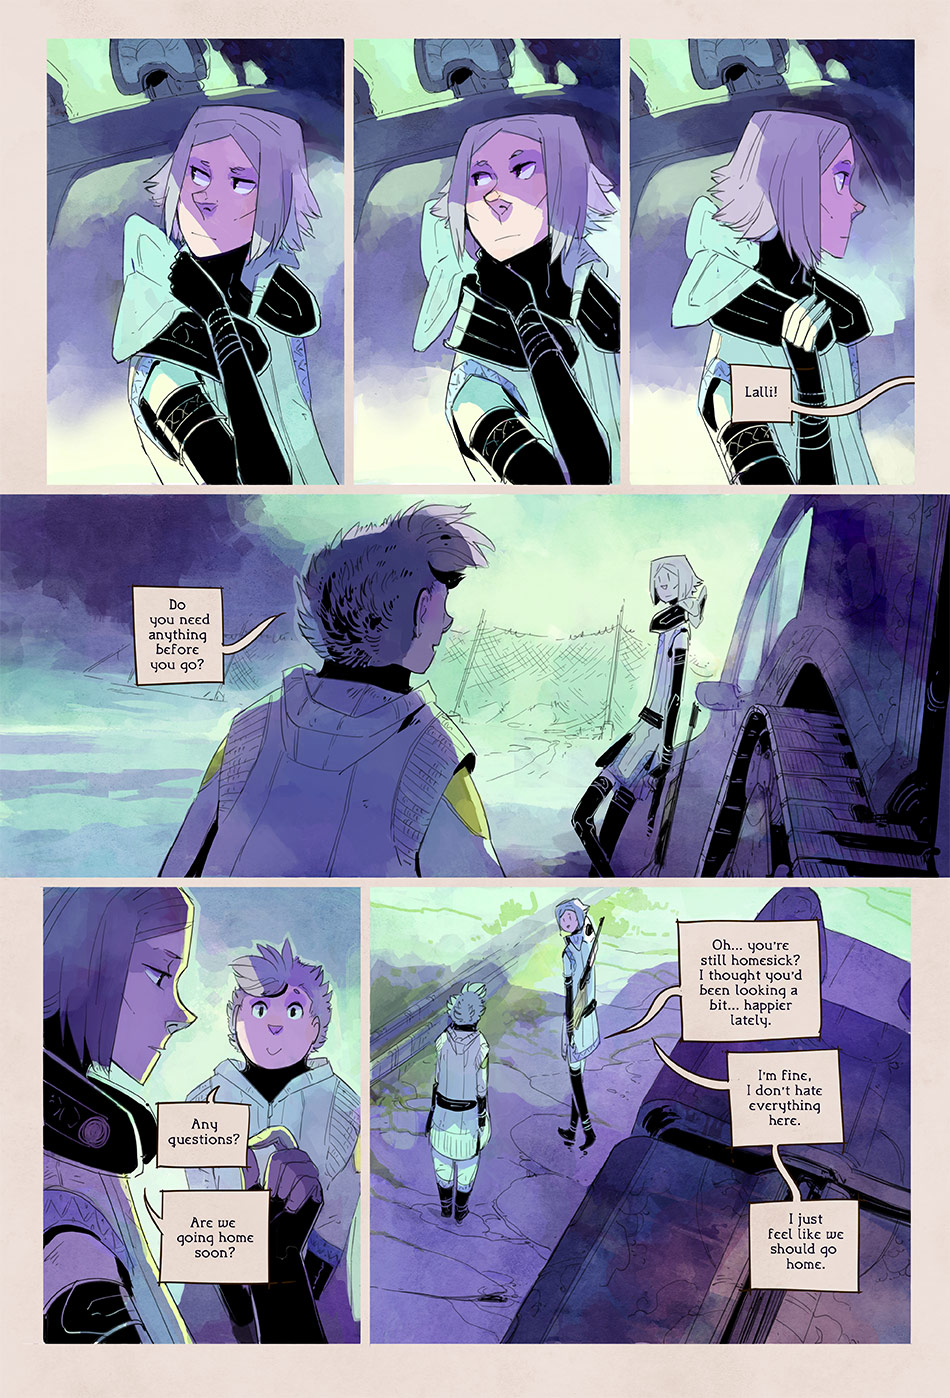 Lalli!
Do
you need
anything
before
you go?
Any
questions?
Are we
going home
soon?
Oh... you're
still homesick?
I thought you'd
been looking a
bit... happier
lately.
I'm fine,
I don't hate
everything
here.
I just
feel like we
should go
home.